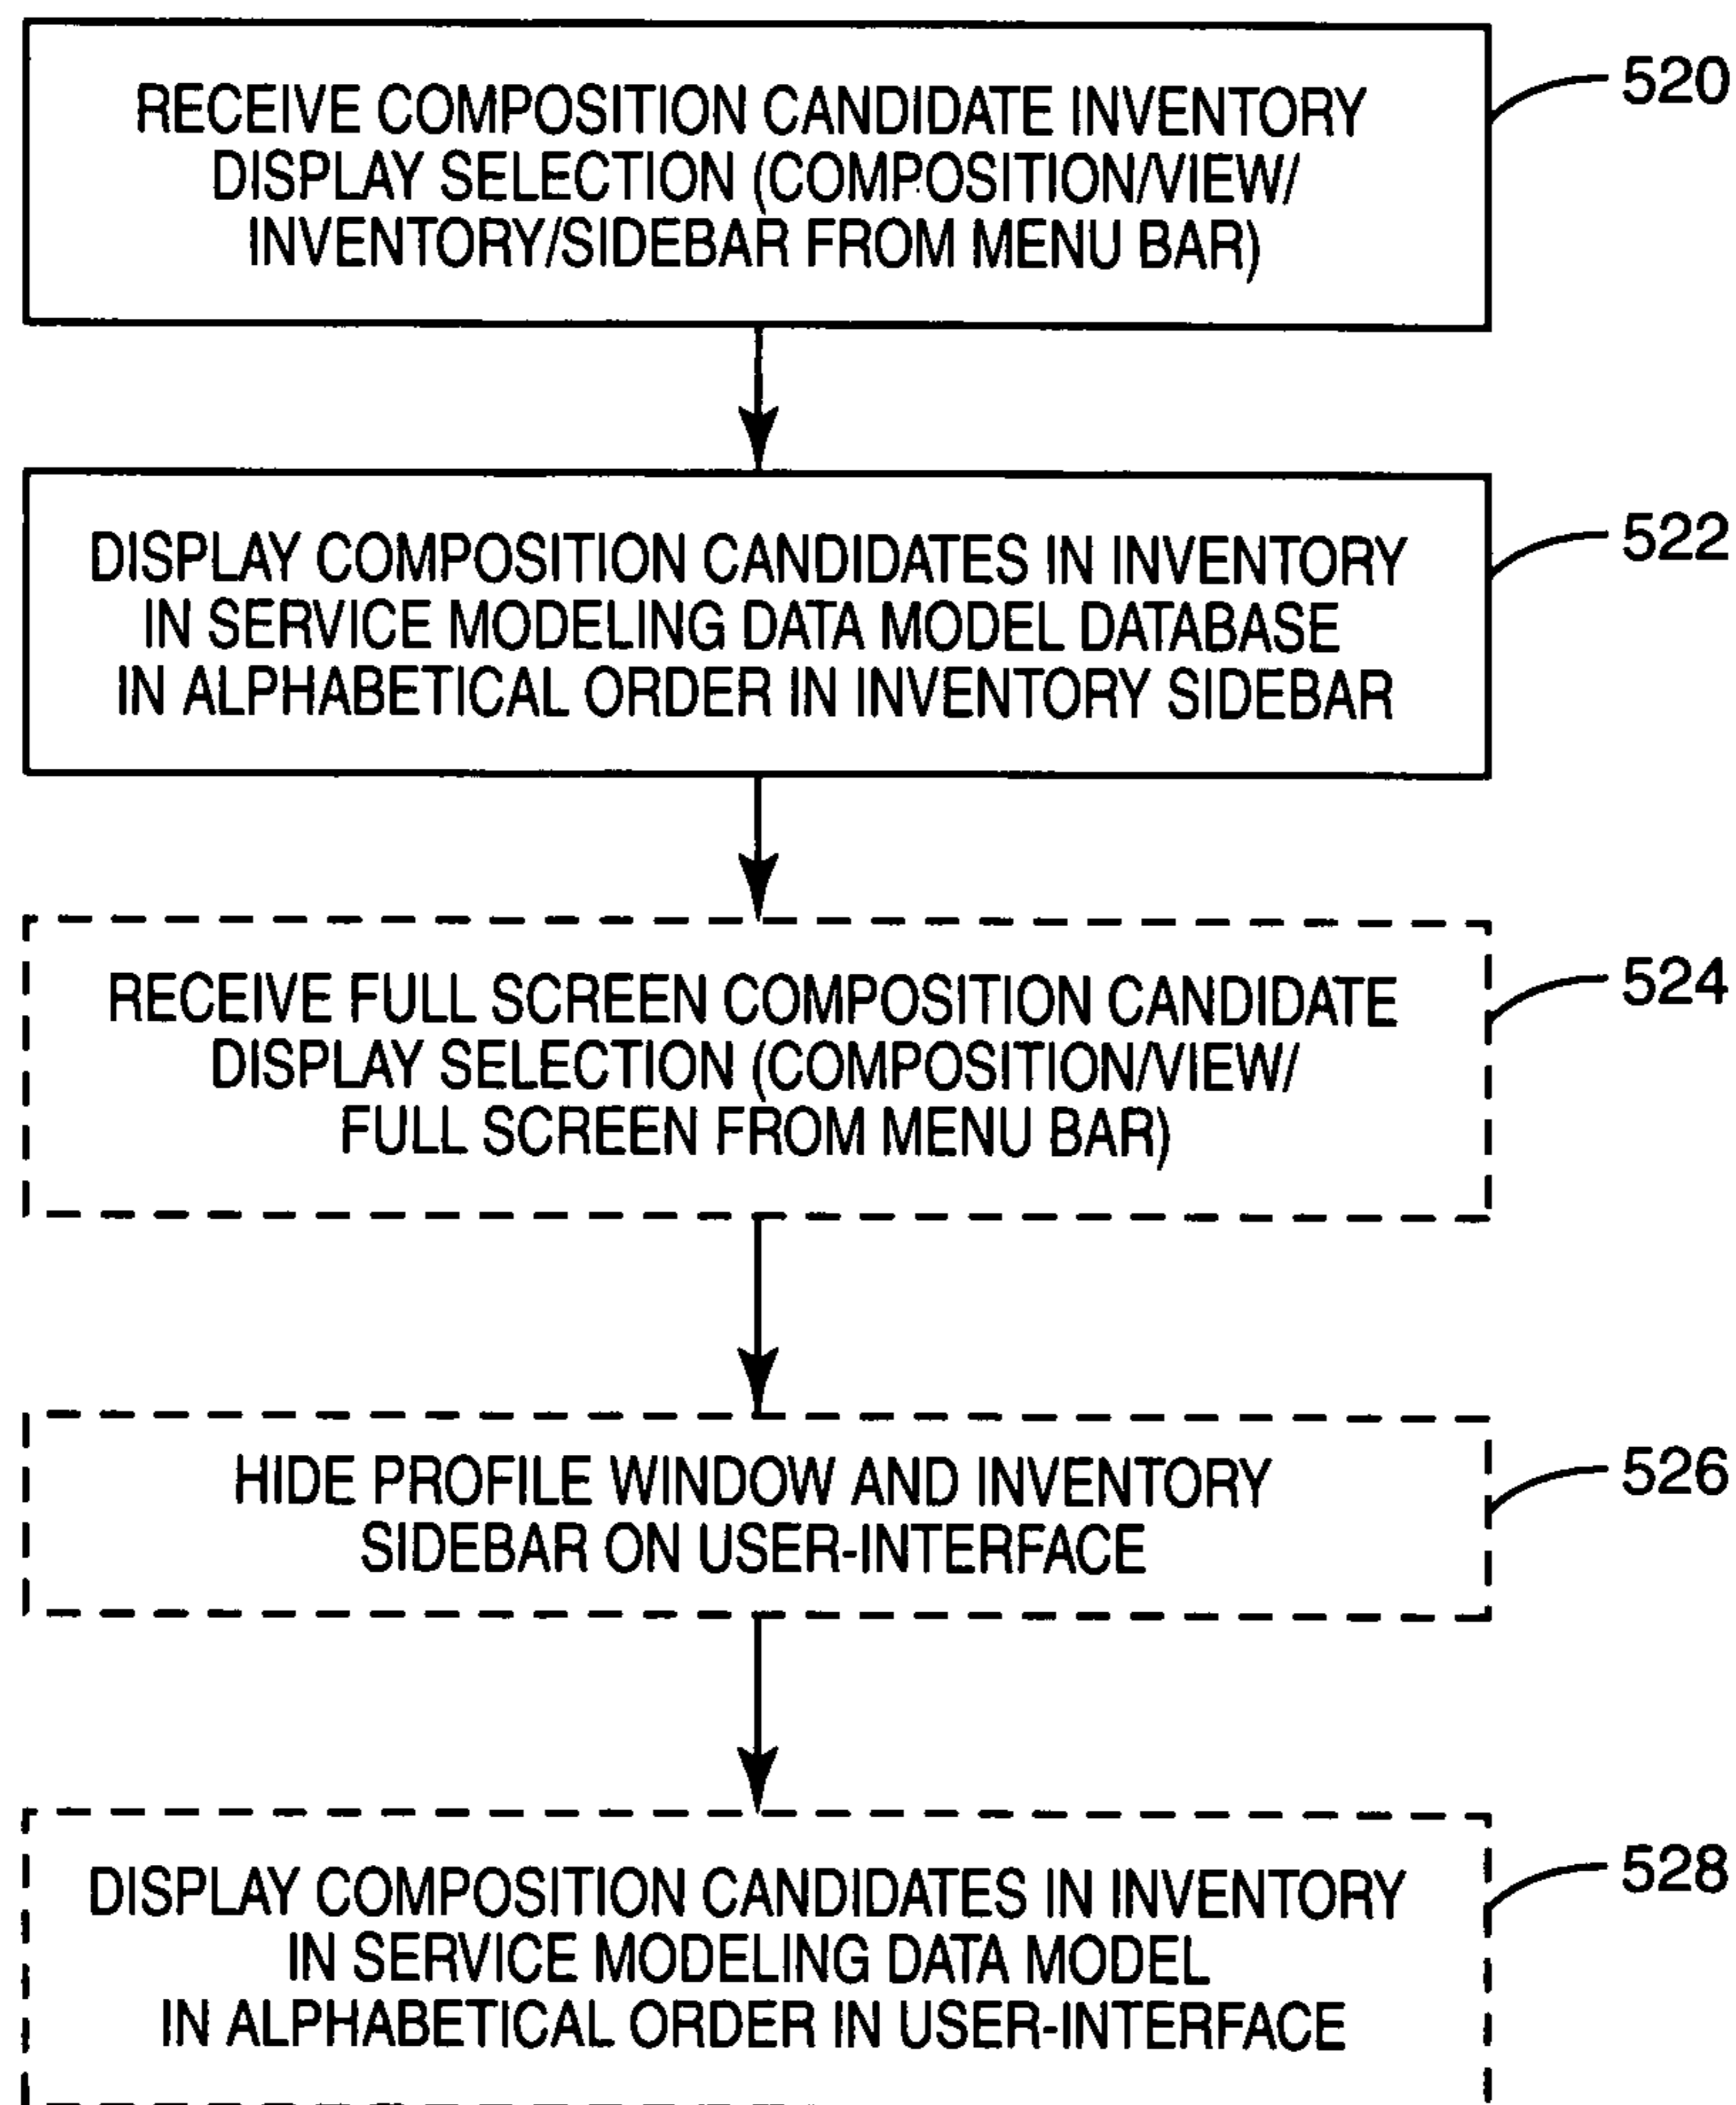 RECEIVE COMPOSITION CANDIDATE INVENTORY
DISPLAY SELECTION (COMPOSITION/VIEW/
INVENTORY/SIDEBAR FROM MENU BAR)
520
DISPLAY COMPOSITION CANDIDATES IN INVENTORY
IN SERVICE MODELING DATA MODEL DATABASE
IN ALPHABETICAL ORDER IN INVENTORY SIDEBAR
522
RECEIVE FULL SCREEN COMPOSITION CANDIDATE
DISPLAY SELECTION (COMPOSITION/VIEW/
FULL SCREEN FROM MENU BAR)
524
HIDE PROFILE WINDOW AND INVENTORY
SIDEBAR ON USER-INTERFACE
526
DISPLAY COMPOSITION CANDIDATES IN INVENTORY
IN SERVICE MODELING DATA MODEL
IN ALPHABETICAL ORDER IN USER-INTERFACE
528